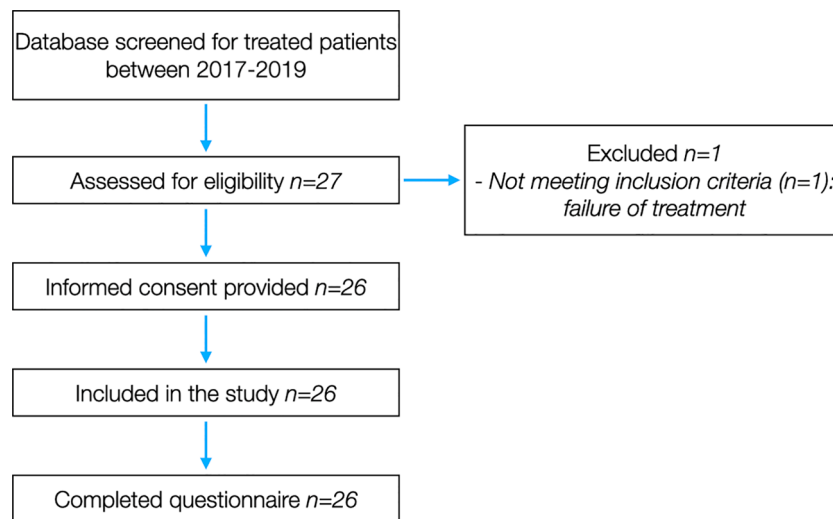 Database screened for treated patients
between 2017-2019
Assessed for eligibility n=27
Excluded n=1
- Not meeting inclusion criteria (n=1):
failure of treatment
Informed consent provided n=26
Included in the study n=26
Completed questionnaire n=26